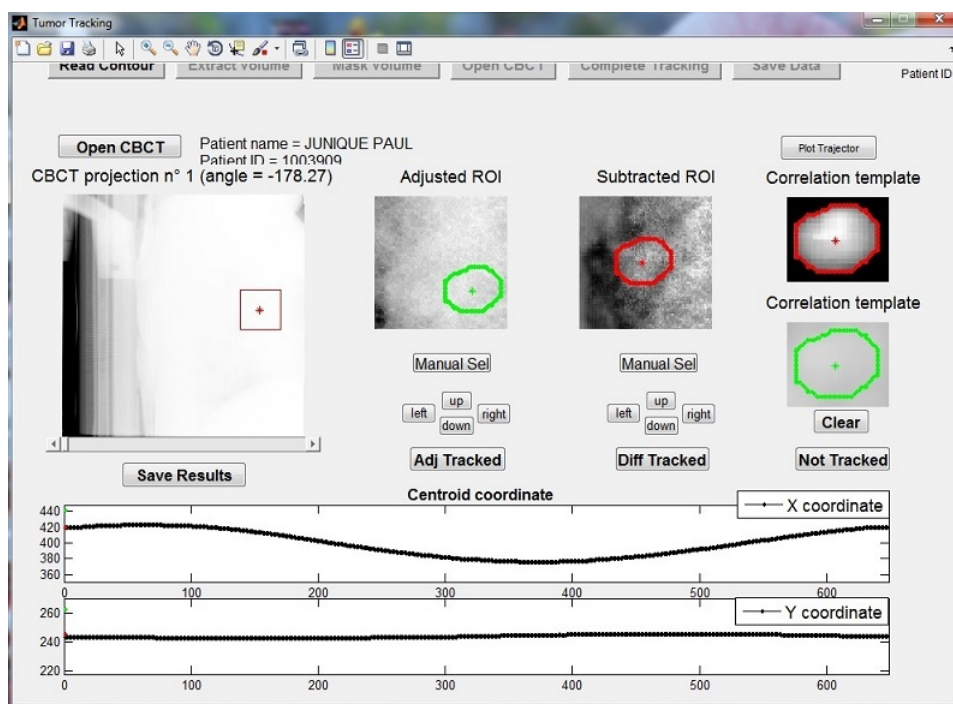 Tumor Tracking
Read Contour Extract Volume Mask Volume Open CBCT Complete Tracking Save Data
Patient ID
Open CBCT
Patient name = JUNIQUE PAUL
Patient ID = 1003909
Plot Trajector
CBCT projection n° 1 (angle = -178.27)
Adjusted ROI
Subtracted ROI
Correlation template
Correlation template
Manual Sel
Manual Sel
up
left right
down
up
left right
down
Clear
Adj Tracked
Diff Tracked
Not Tracked
Save Results
Centroid coordinate
X coordinate
440
420
400
380
360
0 100 200 300 400 500 600
Y coordinate
260
240
220
0 100 200 300 400 500 600